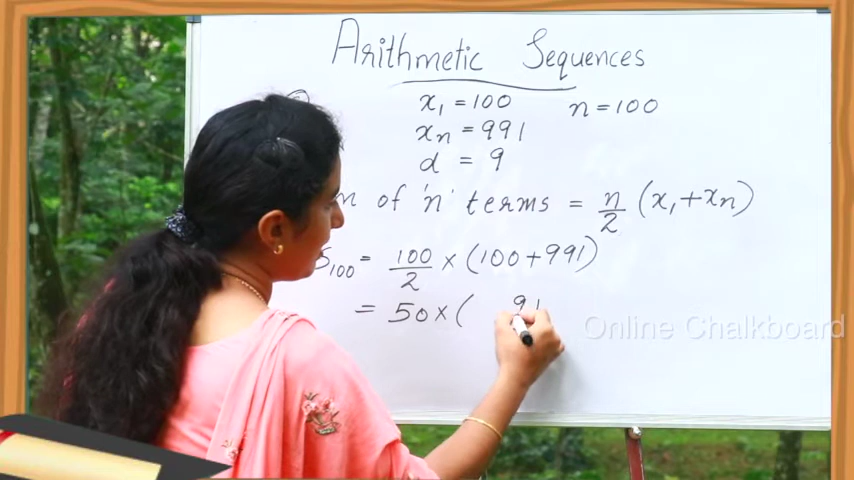 Arithmetic Sequences
x₁ = 100 n = 100
xn = 991
d = 9
of 'n' terms = n/2 (x₁ + xn)
S₁₀₀ = 100/2 × (100 + 991)
= 50 × ( 91
Online Chalkboard